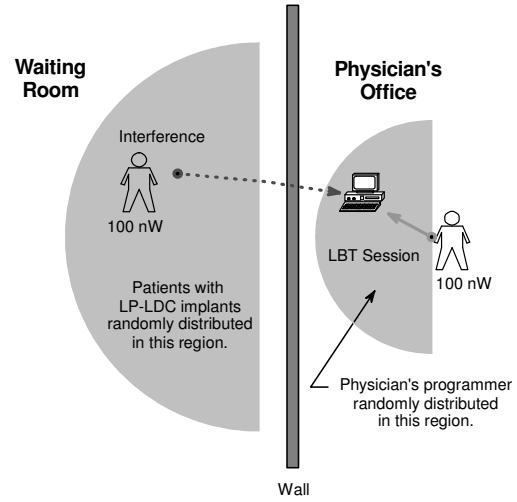 Waiting
Room
Physician's
Office
Interference
100 nW
LBT Session
100 nW
Patients with
LP-LDC implants
randomly distributed
in this region.
Physician's programmer
randomly distributed
in this region.
Wall